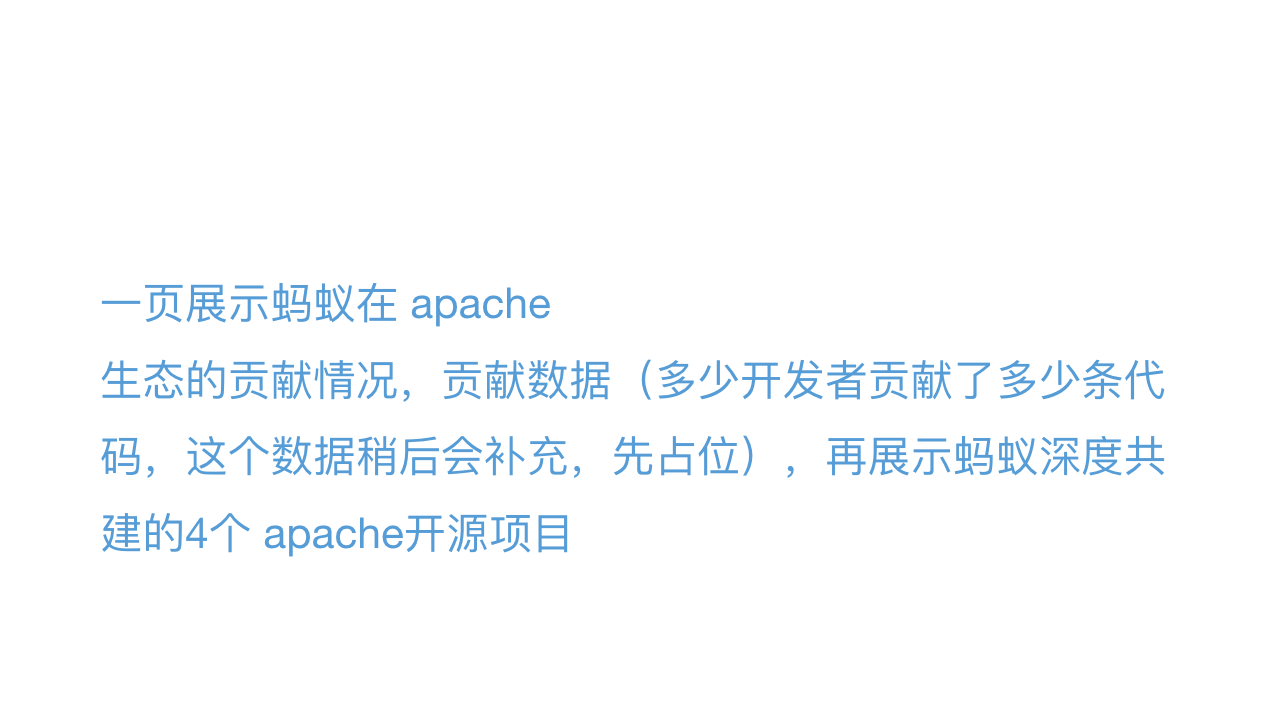 一页展示蚂蚁在 apache
生态的贡献情况，贡献数据（多少开发者贡献了多少条代
码，这个数据稍后会补充，先占位），再展示蚂蚁深度共
建的4个 apache开源项目